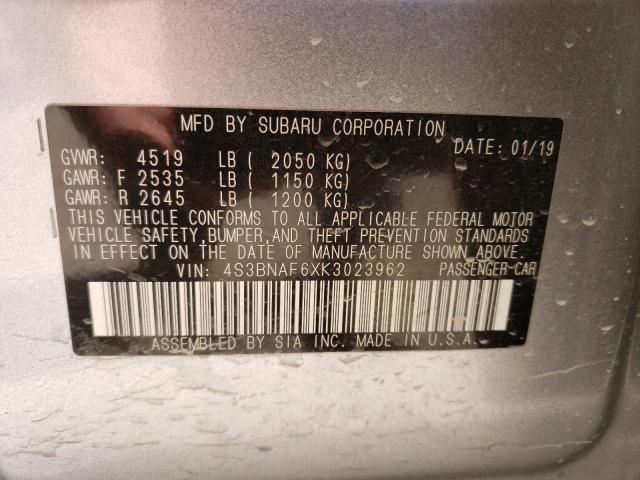 MFD BY SUBARU CORPORATION
DATE: 01/19
GVWR: 4519 LB ( 2050 KG)
GAWR: F 2535 LB ( 1150 KG)
GAWR: R 2645 LB ( 1200 KG)
THIS VEHICLE CONFORMS TO ALL APPLICABLE FEDERAL MOTOR
VEHICLE SAFETY, BUMPER, AND THEFT PREVENTION STANDARDS
IN EFFECT ON THE DATE OF MANUFACTURE SHOWN ABOVE.
VIN: 4S3BNAF6XK3023962 PASSENGER-CAR
ASSEMBLED BY SIA INC. MADE IN U.S.A.